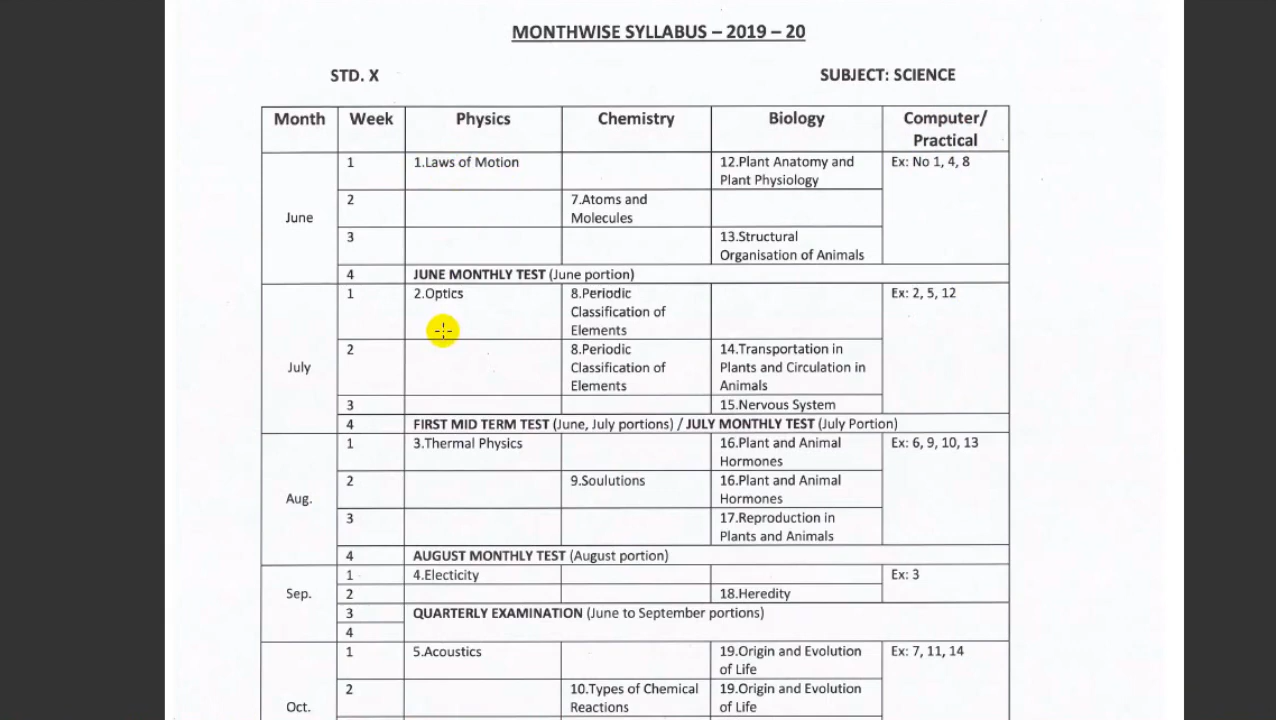 MONTHWISE SYLLABUS – 2019 – 20
STD. X
SUBJECT: SCIENCE
Month Week Physics Chemistry Biology Computer/
Practical
June
1 1.Laws of Motion 12.Plant Anatomy and Ex: No 1, 4, 8
Plant Physiology
2 7.Atoms and
Molecules
3 13.Structural
Organisation of Animals
4 JUNE MONTHLY TEST (June portion)
July
1 2.Optics 8.Periodic Ex: 2, 5, 12
Classification of
Elements
2 8.Periodic 14.Transportation in
Classification of Plants and Circulation in
Elements Animals
3 15.Nervous System
4 FIRST MID TERM TEST (June, July portions) / JULY MONTHLY TEST (July Portion)
Aug.
1 3.Thermal Physics 16.Plant and Animal Ex: 6, 9, 10, 13
Hormones
2 9.Soulutions 16.Plant and Animal
Hormones
3 17.Reproduction in
Plants and Animals
4 AUGUST MONTHLY TEST (August portion)
Sep.
1 4.Electicity Ex: 3
2 18.Heredity
3 QUARTERLY EXAMINATION (June to September portions)
4
Oct.
1 5.Acoustics 19.Origin and Evolution Ex: 7, 11, 14
of Life
2 10.Types of Chemical 19.Origin and Evolution
Reactions of Life